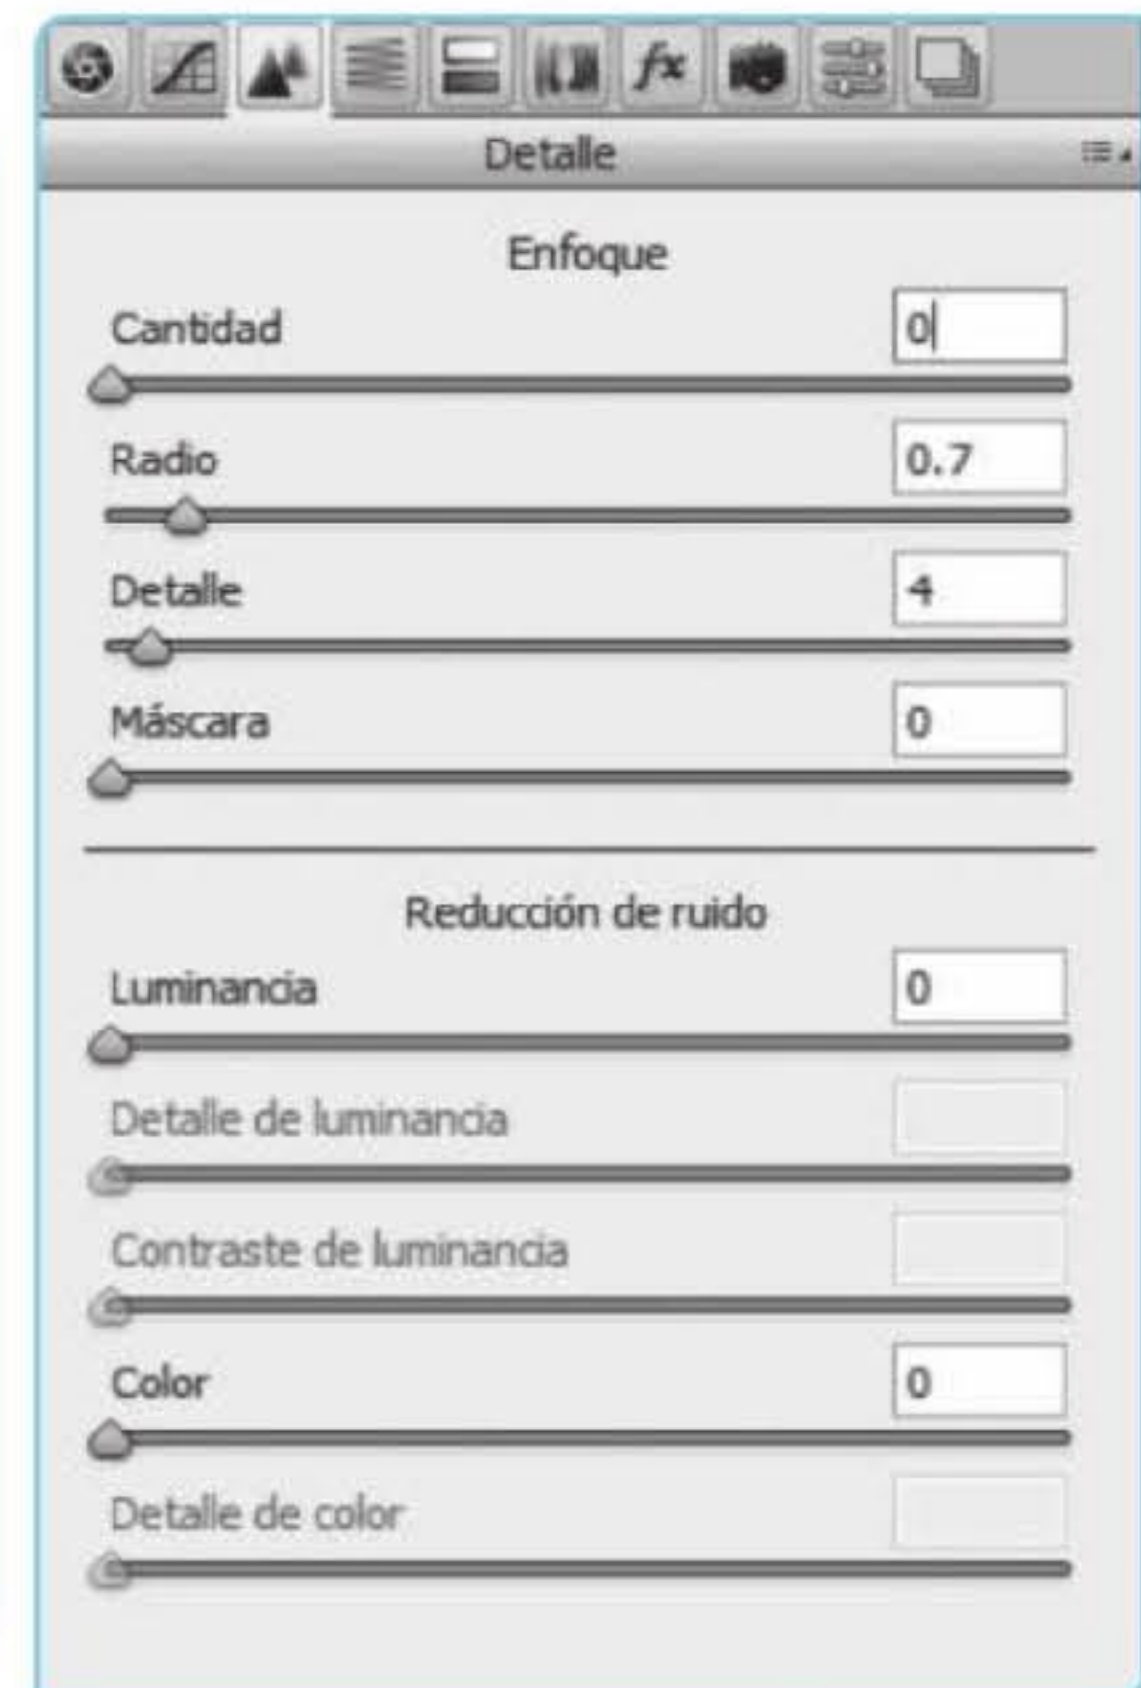 fx
Detalle
Enfoque
Cantidad 0
Radio 0.7
Detalle 4
Máscara 0
Reducción de ruido
Luminancia 0
Detalle de luminancia
Contraste de luminancia
Color 0
Detalle de color